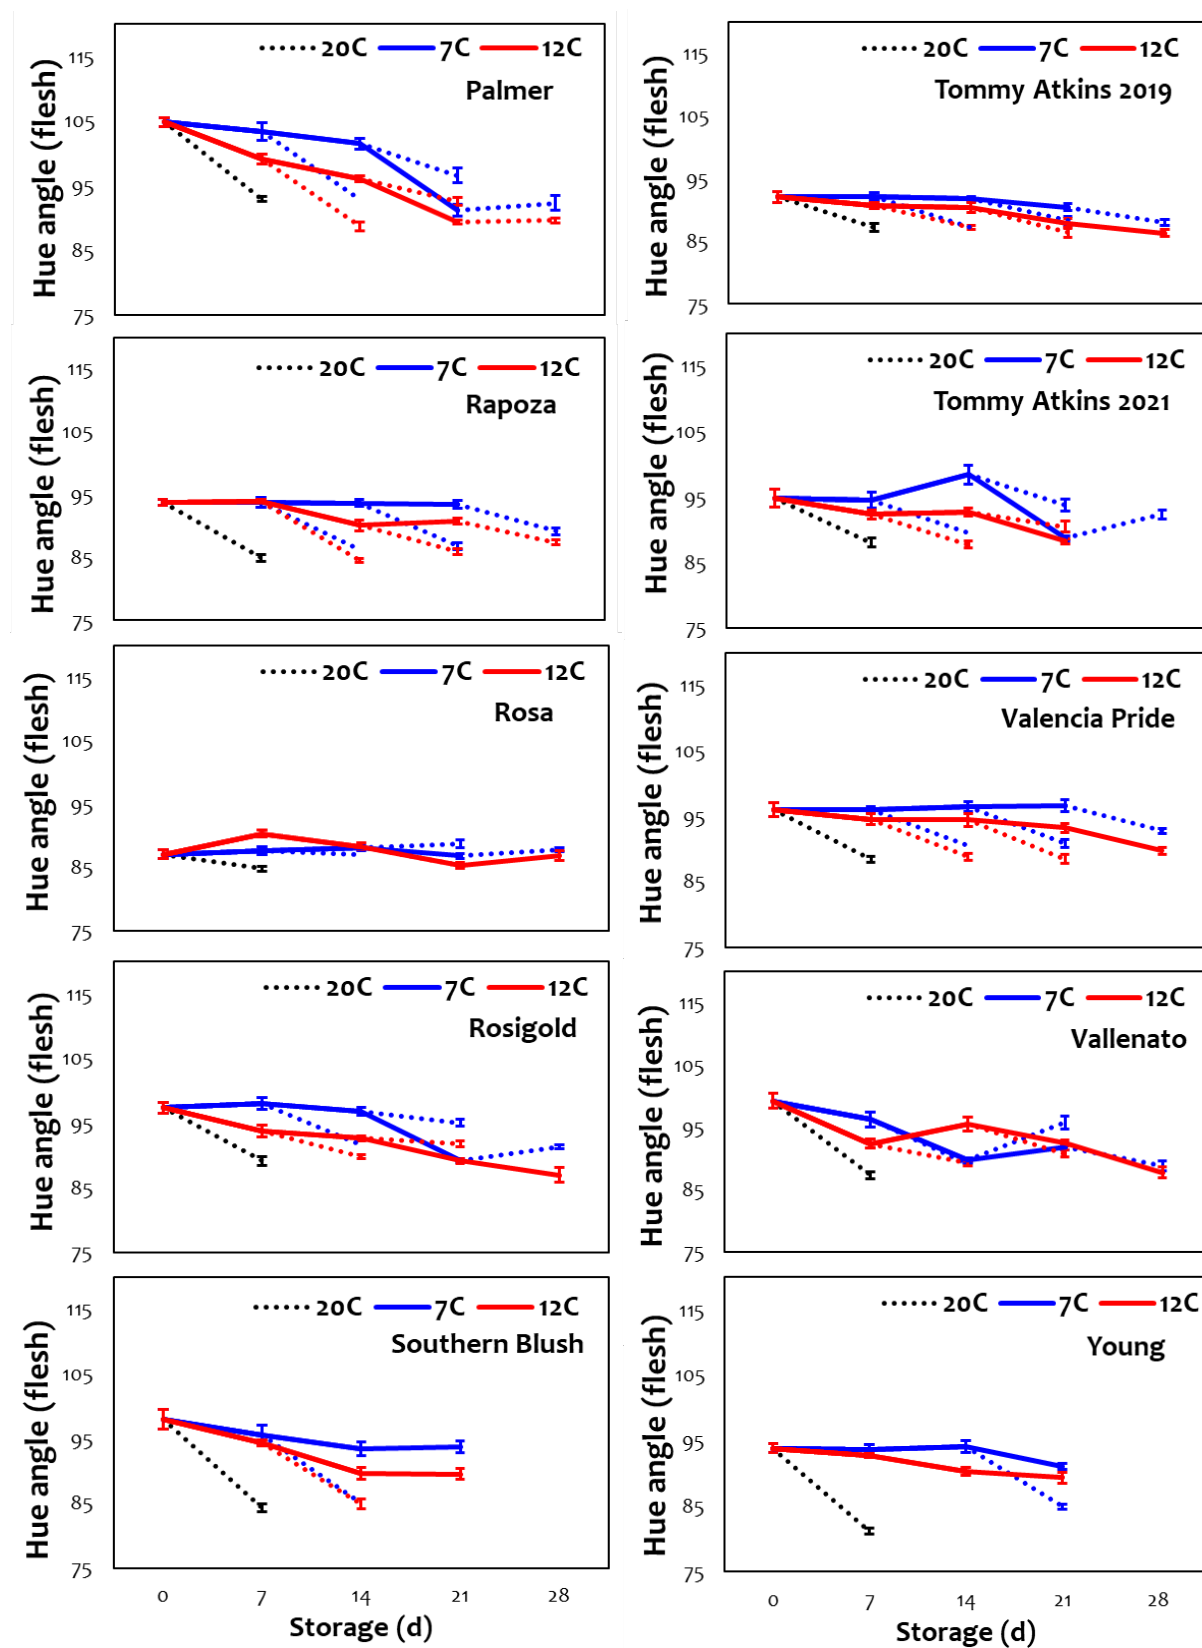 20C 7C 12C
Palmer
Hue angle (flesh)
115
105
95
85
75
20C 7C 12C
Tommy Atkins 2019
Hue angle (flesh)
115
105
95
85
75
20C 7C 12C
Rapoza
Hue angle (flesh)
115
105
95
85
75
20C 7C 12C
Tommy Atkins 2021
Hue angle (flesh)
115
105
95
85
75
20C 7C 12C
Rosa
Hue angle (flesh)
115
105
95
85
75
20C 7C 12C
Valencia Pride
Hue angle (flesh)
115
105
95
85
75
20C 7C 12C
Rosigold
Hue angle (flesh)
115
105
95
85
75
20C 7C 12C
Vallenato
Hue angle (flesh)
115
105
95
85
75
20C 7C 12C
Southern Blush
Hue angle (flesh)
115
105
95
85
75
0 7 14 21 28
Storage (d)
20C 7C 12C
Young
Hue angle (flesh)
115
105
95
85
75
0 7 14 21 28
Storage (d)